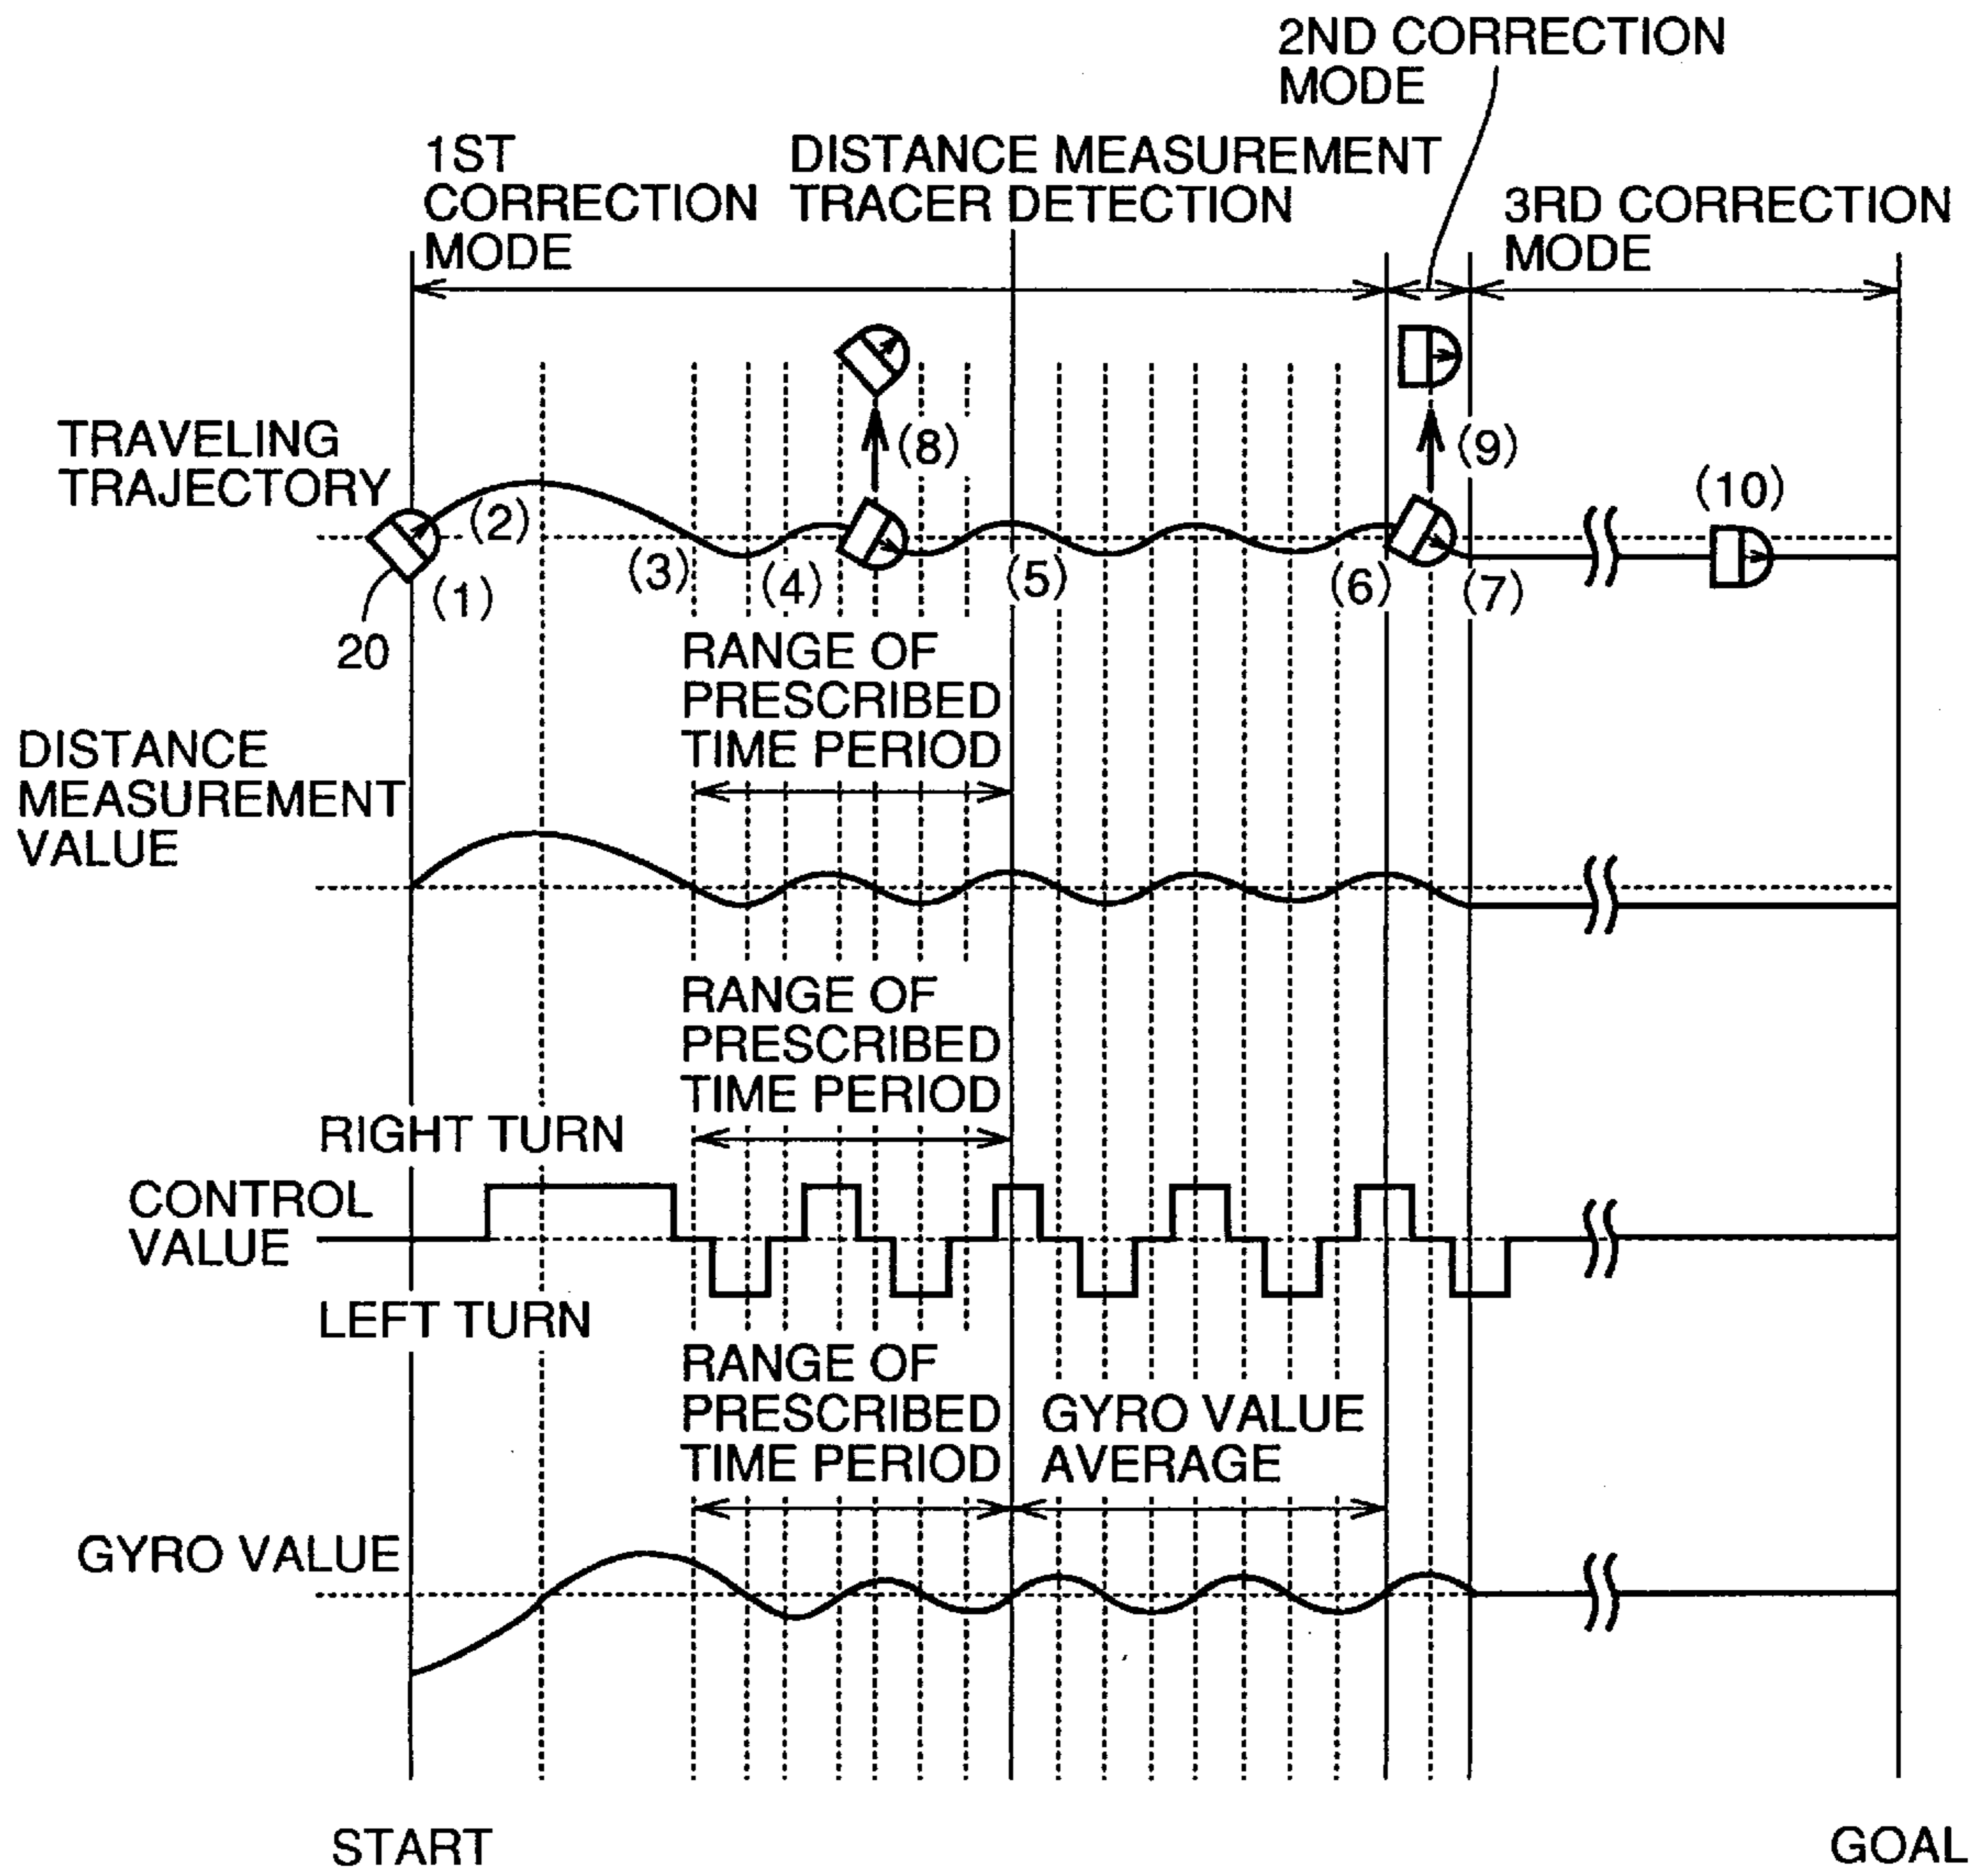 2ND CORRECTION
MODE
1ST
CORRECTION
MODE
DISTANCE MEASUREMENT
TRACER DETECTION
3RD CORRECTION
MODE
TRAVELING
TRAJECTORY
(8)
(9)
(10)
(2)
(3)
(4)
(5)
(6)
(7)
(1)
20
RANGE OF
PRESCRIBED
TIME PERIOD
DISTANCE
MEASUREMENT
VALUE
RANGE OF
PRESCRIBED
TIME PERIOD
RIGHT TURN
CONTROL
VALUE
LEFT TURN
RANGE OF
PRESCRIBED
TIME PERIOD
GYRO VALUE
AVERAGE
GYRO VALUE
START
GOAL